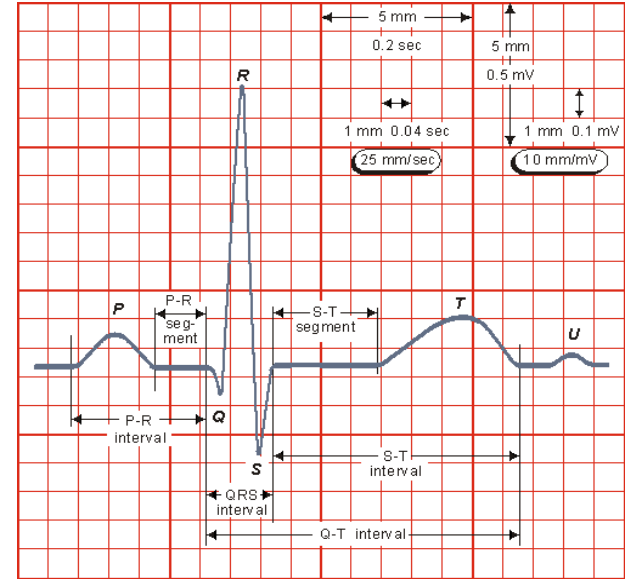 5 mm
0.2 sec
5 mm
0.5 mV
1 mm 0.04 sec
1 mm 0.1 mV
25 mm/sec
10 mm/mV
R
P
P-R
seg-
ment
S-T
segment
T
U
Q
P-R
interval
S
S-T
interval
QRS
interval
Q-T interval